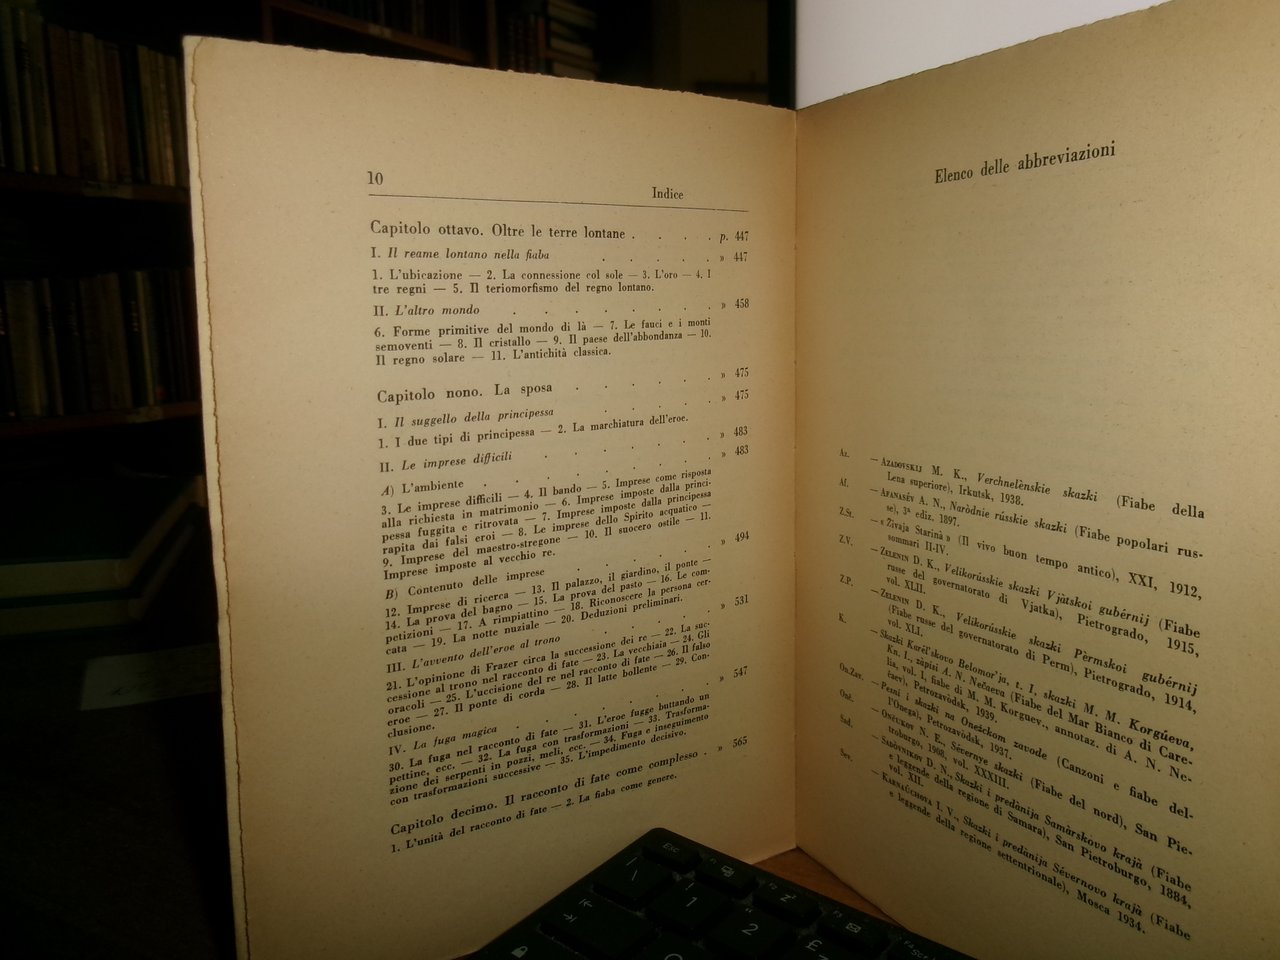 10
Indice
Capitolo ottavo. Oltre le terre lontane . . . . p. 447
I. Il reame lontano nella fiaba . . . . . » 447
1. L'ubicazione — 2. La connessione col sole — 3. L'oro — 4. I
tre regni — 5. Il teriomorfismo del regno lontano.
II. L'altro mondo . . . . . . . » 458
6. Forme primitive del mondo di là — 7. Le fauci e i monti
semoventi — 8. Il cristallo — 9. Il paese dell'abbondanza — 10.
Il regno solare — 11. L'antichità classica.
Capitolo nono. La sposa . . . . . . » 475
I. Il suggello della principessa . . . . . » 475
1. I due tipi di principessa — 2. La marchiatura dell'eroe.
II. Le imprese difficili . . . . . . » 483
A) L'ambiente . . . . . . . . » 483
3. Le imprese difficili — 4. Il bando — 5. Imprese come risposta
alla richiesta in matrimonio — 6. Imprese imposte dalla princi-
pessa fuggita e ritrovata — 7. Imprese imposte dalla principessa
rapita dai falsi eroi — 8. Le imprese dello Spirito acquatico —
9. Imprese del maestro-stregone — 10. Il suocero ostile — 11.
Imprese imposte al vecchio re.
B) Contenuto delle imprese . . . . . . » 494
12. Imprese di ricerca — 13. Il palazzo, il giardino, il ponte —
14. La prova del bagno — 15. La prova del pasto — 16. Le com-
petizioni — 17. A rimpiattino — 18. Riconoscere la persona cer-
cata — 19. La notte nuziale — 20. Deduzioni preliminari.
III. L'avvento dell'eroe al trono . . . . . » 531
21. L'opinione di Frazer circa la successione dei re — 22. La suc-
cessione al trono nel racconto di fate — 23. La vecchiaia — 24. Gli
oracoli — 25. L'uccisione del re nel racconto di fate — 26. Il falso
eroe — 27. Il ponte di corda — 28. Il latte bollente — 29. Con-
clusione.
IV. La fuga magica . . . . . . . » 547
30. La fuga nel racconto di fate — 31. L'eroe fugge buttando un
pettine, ecc. — 32. La fuga con trasformazioni — 33. Trasforma-
zione dei serpenti in pozzi, meli, ecc. — 34. Fuga e inseguimento
con trasformazioni successive — 35. L'impedimento decisivo.
Capitolo decimo. Il racconto di fate come complesso . » 565
1. L'unità del racconto di fate — 2. La fiaba come genere.
Elenco delle abbreviazioni
Az. — AZADOVSKIJ M. K., Verchnelènskie skazki (Fiabe della
Lena superiore), Irkutsk, 1938.
Af. — AFANASÉV A. N., Naròdnie rùsskie skazki (Fiabe popolari rus-
se), 3ª ediz. 1897.
Z.St. — « Živaja Starinà » (Il vivo buon tempo antico), XXI, 1912,
sommari II-IV.
Z.V. — ZELENIN D. K., Velikorùsskie skazki Vjàtskoi gubérnij (Fiabe
russe del governatorato di Vjatka), Pietrogrado, 1915,
vol. XLII.
Z.P. — ZELENIN D. K., Velikorùsskie skazki Pèrmskoi gubérnij
(Fiabe russe del governatorato di Perm), Pietrogrado, 1914,
vol. XLI.
K. — Skazki Karél'skovo Belomor'ja, t. I, skazki M. M. Korgúeva,
Kn. I., zàpisi A. N. Nečaeva (Fiabe del Mar Bianco di Care-
lia, vol. I, fiabe di M. M. Korguev., annotaz. di A. N. Ne-
čaev), Petrozavòdsk, 1939.
On.Zav. — Pesni i skazki na Onežckom zavode (Canzoni e fiabe del-
l'Onega), Petrozavòdsk, 1937.
Onč. — ONČUKOV N. E., Sévernye skazki (Fiabe del nord), San Pie-
troburgo, 1908, vol. XXXIII.
Sad. — SADÒVNIKOV D. N., Skazki i predànija Samàrskovo krajà (Fiabe
e leggende della regione di Samara), San Pietroburgo, 1884,
vol. XII.
Sev. — KARNAÚCHOVA I. V., Skazki i predànija Sévernovo krajà (Fiabe
e leggende della regione settentrionale), Mosca 1934.
Esc
1
2
£